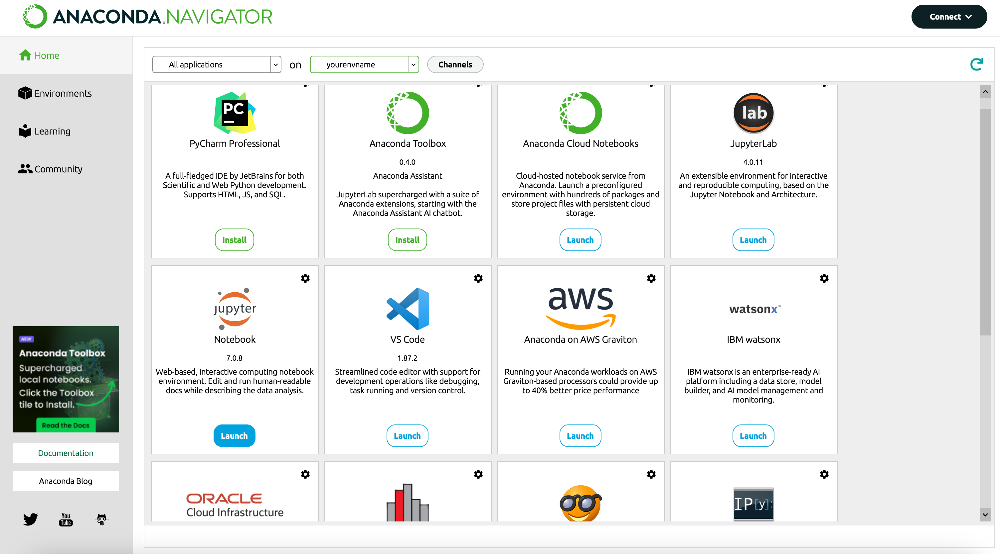 ANACONDA.NAVIGATOR
Connect
Home
Environments
Learning
Community
NEW
Anaconda Toolbox
Supercharged
local notebooks.
Click the Toolbox
tile to Install.
Read the Docs
Documentation
Anaconda Blog
You
Tube
All applications
on
yourenvname
Channels
PC
PyCharm Professional
A full-fledged IDE by JetBrains for both
Scientific and Web Python development.
Supports HTML, JS, and SQL.
Install
Anaconda Toolbox
0.4.0
Anaconda Assistant
JupyterLab supercharged with a suite of
Anaconda extensions, starting with the
Anaconda Assistant AI chatbot.
Install
Anaconda Cloud Notebooks
Cloud-hosted notebook service from
Anaconda. Launch a preconfigured
environment with hundreds of packages and
store project files with persistent cloud
storage.
Launch
lab
JupyterLab
4.0.11
An extensible environment for interactive
and reproducible computing, based on the
Jupyter Notebook and Architecture.
Launch
jupyter
Notebook
7.0.8
Web-based, interactive computing notebook
environment. Edit and run human-readable
docs while describing the data analysis.
Launch
VS Code
1.87.2
Streamlined code editor with support for
development operations like debugging,
task running and version control.
Launch
aws
Anaconda on AWS Graviton
Running your Anaconda workloads on AWS
Graviton-based processors could provide up
to 40% better price performance
Launch
watsonx™
IBM watsonx
IBM watsonx is an enterprise-ready AI
platform including a data store, model
builder, and AI model management and
monitoring.
Launch
ORACLE
Cloud Infrastructure
IP[y]: